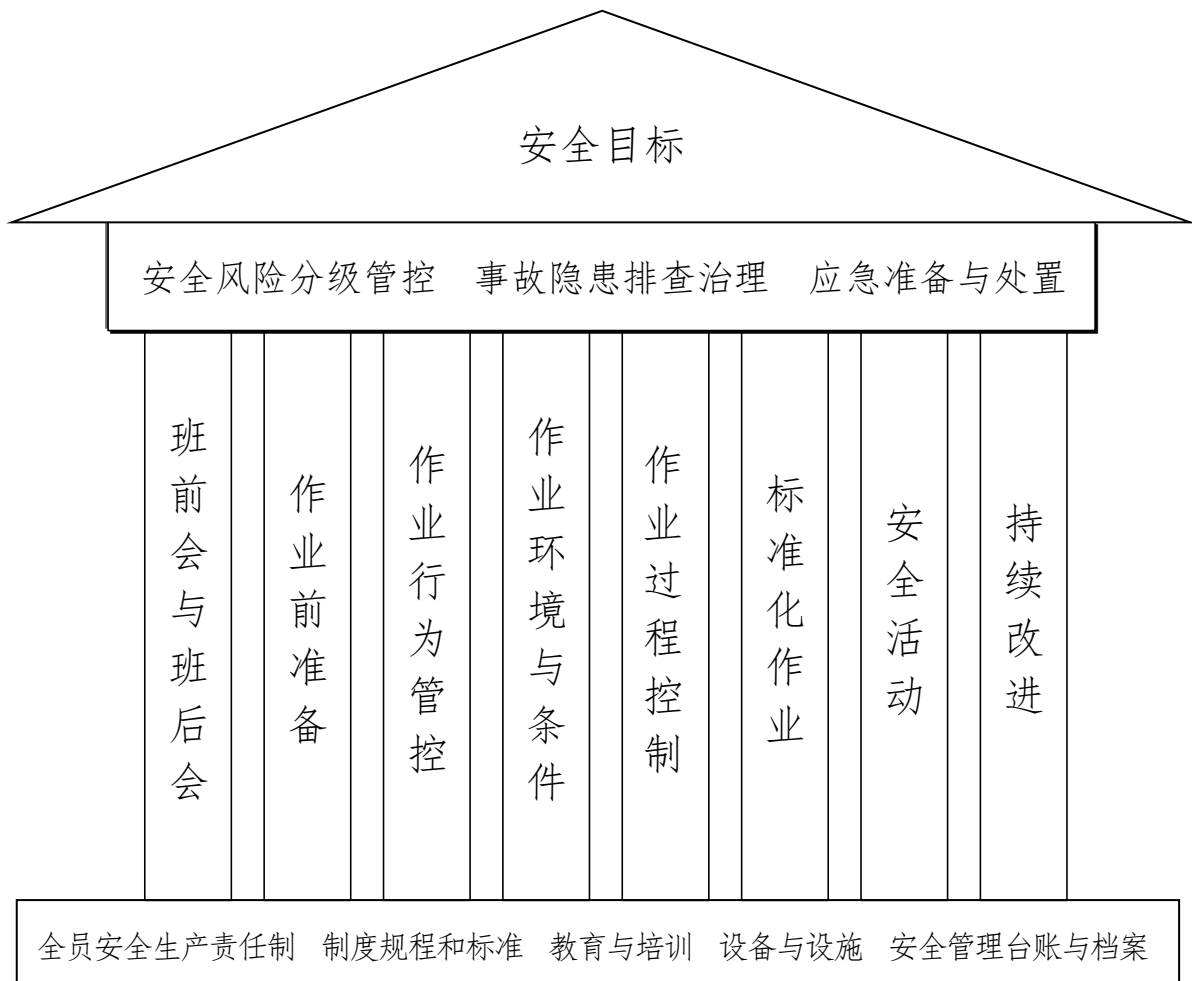 安全目标
安全风险分级管控 事故隐患排查治理 应急准备与处置
班前会与班后会
作业前准备
作业行为管控
作业环境与条件
作业过程控制
标准化作业
安全活动
持续改进
全员安全生产责任制 制度规程和标准 教育与培训 设备与设施 安全管理台账与档案